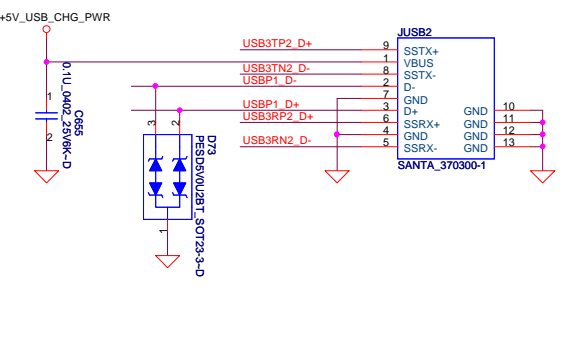 +5V_USB_CHG_PWR
JUSB2
USB3TP2_D+ 9 SSTX+
1 VBUS
USB3TN2_D- 8 SSTX-
USBP1_D- 2 D-
7 GND
USBP1_D+ 3 D+
USB3RP2_D+ 6 SSRX+
4 GND
USB3RN2_D- 5 SSRX-
GND 10
GND 11
GND 12
GND 13
SANTA_370300-1
1
2
C655
0.1U_0402_25V6K~D
3
2
1
D73
PESD5V0U2BT_SOT23-3~D